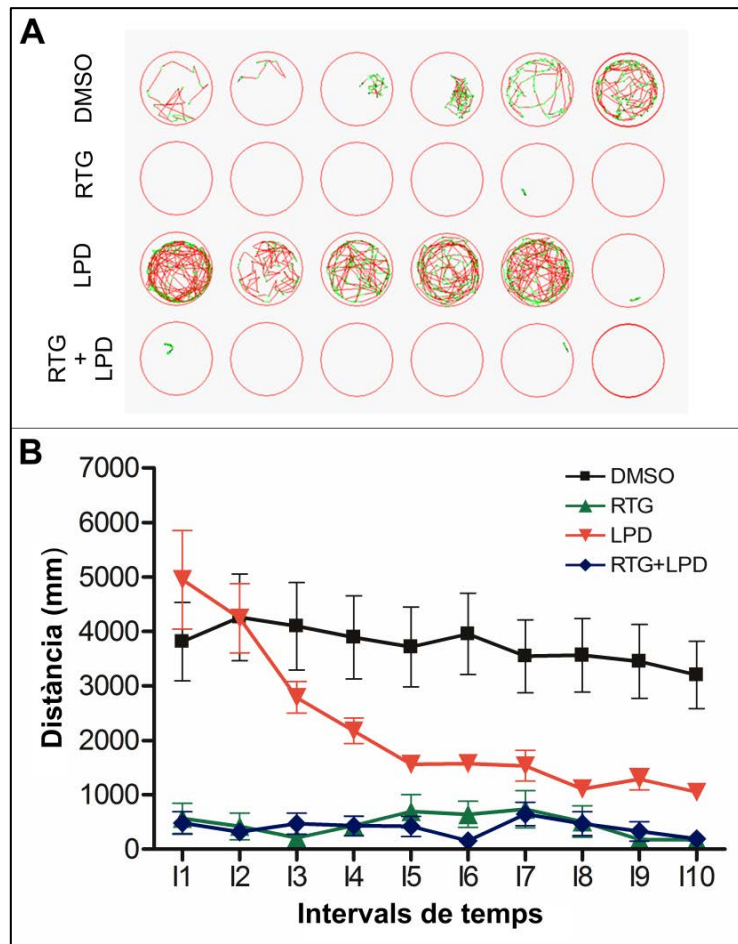 A
DMSO
RTG
LPD
RTG
+
LPD
B
7000
6000
5000
4000
3000
2000
1000
0
Distància (mm)
DMSO
RTG
LPD
RTG+LPD
I1 I2 I3 I4 I5 I6 I7 I8 I9 I10
Intervals de temps